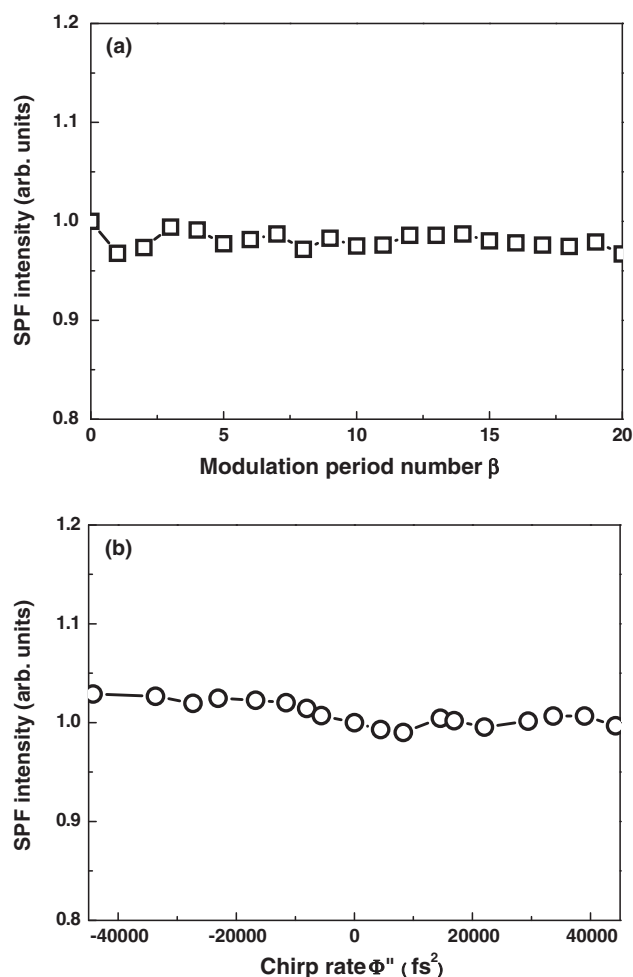 (a)
SPF intensity (arb. units)
1.2
1.1
1.0
0.9
0.8
0 5 10 15 20
Modulation period number β
(b)
SPF intensity (arb. units)
1.2
1.1
1.0
0.9
0.8
-40000 -20000 0 20000 40000
Chirp rate Φ" (fs²)